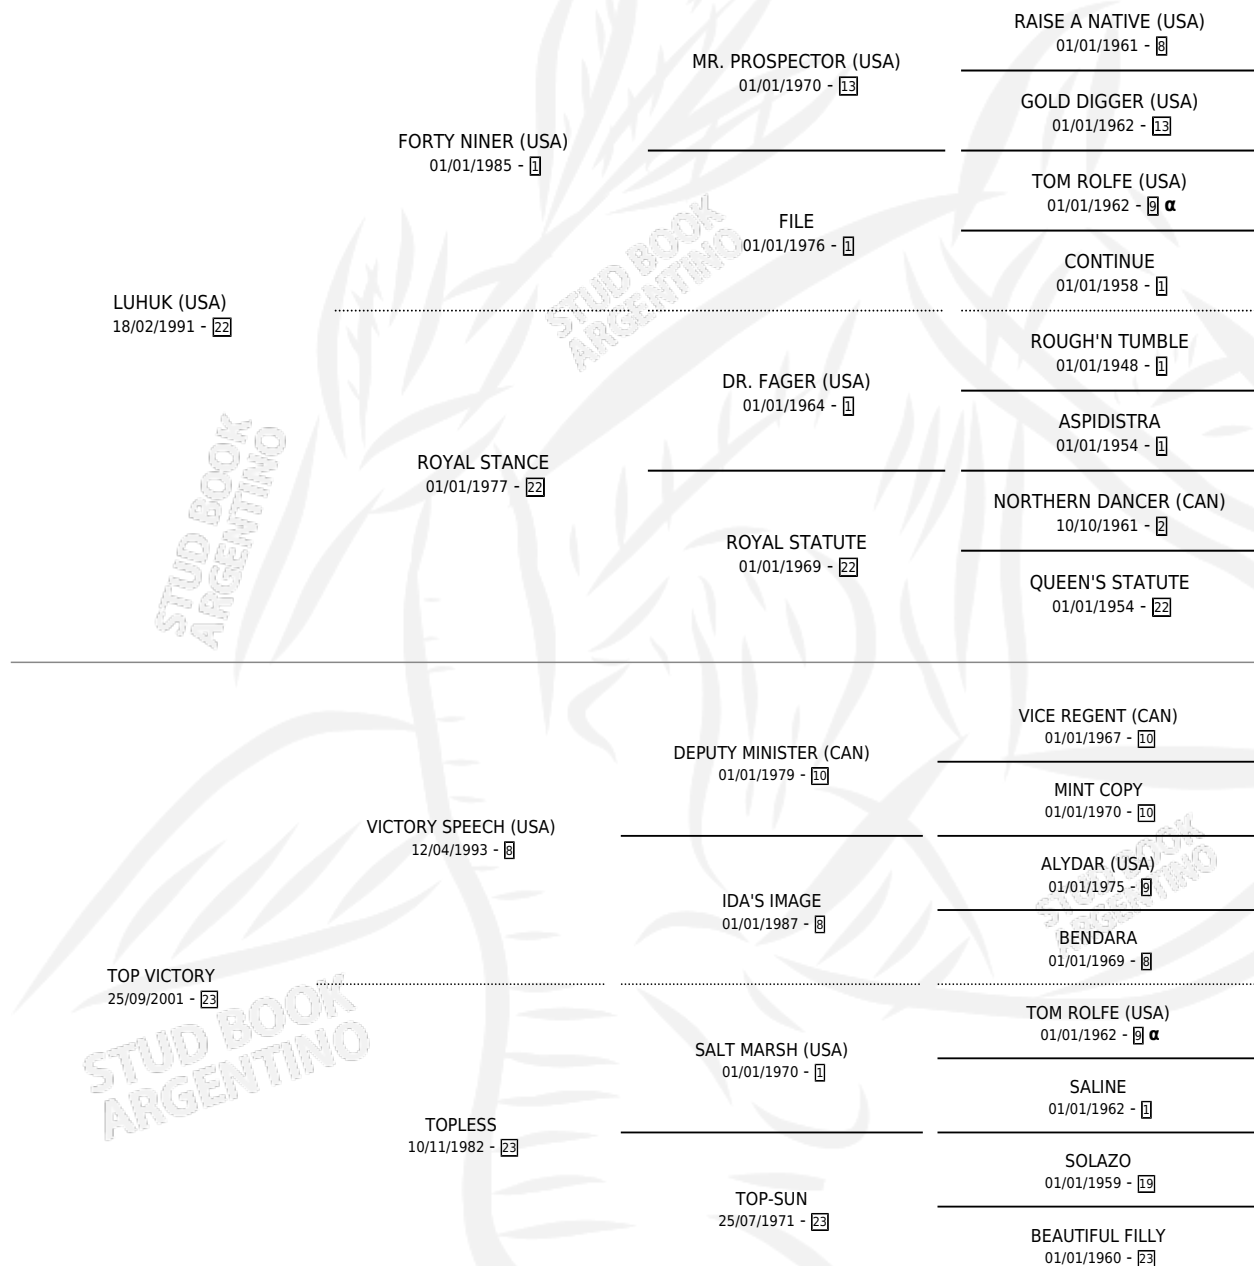 RAISE A NATIVE (USA)
01/01/1961 - 8
MR. PROSPECTOR (USA)
01/01/1970 - 13
GOLD DIGGER (USA)
01/01/1962 - 13
FORTY NINER (USA)
01/01/1985 - 1
TOM ROLFE (USA)
01/01/1962 - 9 α
FILE
01/01/1976 - 1
CONTINUE
01/01/1958 - 1
STUD BOOK
ARGENTINO
LUHUK (USA)
18/02/1991 - 22
ROUGH'N TUMBLE
01/01/1948 - 1
DR. FAGER (USA)
01/01/1964 - 1
ASPIDISTRA
01/01/1954 - 1
ROYAL STANCE
01/01/1977 - 22
NORTHERN DANCER (CAN)
10/10/1961 - 2
ROYAL STATUTE
01/01/1969 - 22
QUEEN'S STATUTE
01/01/1954 - 22
STUD BOOK
ARGENTINO
VICE REGENT (CAN)
01/01/1967 - 10
DEPUTY MINISTER (CAN)
01/01/1979 - 10
MINT COPY
01/01/1970 - 10
VICTORY SPEECH (USA)
12/04/1993 - 8
ALYDAR (USA)
01/01/1975 - 9
IDA'S IMAGE
01/01/1987 - 8
BENDARA
01/01/1969 - 8
STUD BOOK
ARGENTINO
TOP VICTORY
25/09/2001 - 23
TOM ROLFE (USA)
01/01/1962 - 9 α
SALT MARSH (USA)
01/01/1970 - 1
SALINE
01/01/1962 - 1
TOPLESS
10/11/1982 - 23
SOLAZO
01/01/1959 - 19
TOP-SUN
25/07/1971 - 23
BEAUTIFUL FILLY
01/01/1960 - 23
STUD BOOK
ARGENTINO